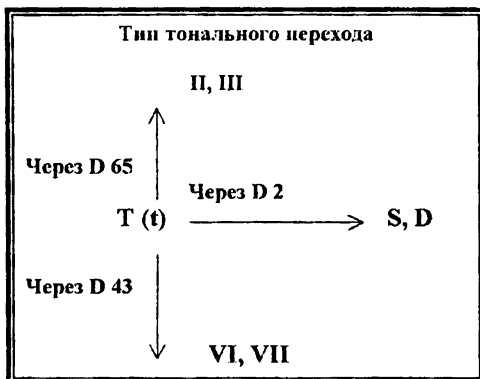 Тип тонального перехода
II, III
Через D 65
Через D 2
T (t)
S, D
Через D 43
VI, VII